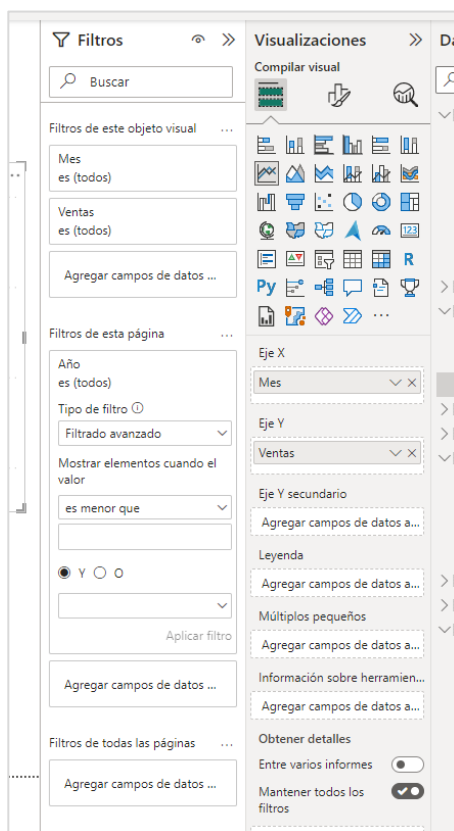 Filtros
Buscar
Filtros de este objeto visual ...
Mes
es (todos)
Ventas
es (todos)
Agregar campos de datos ...
Filtros de esta página ...
Año
es (todos)
Tipo de filtro
Filtrado avanzado
Mostrar elementos cuando el
valor
es menor que
Y O
Aplicar filtro
Agregar campos de datos ...
Filtros de todas las páginas ...
Agregar campos de datos ...
Visualizaciones
Compilar visual
123
R
Py
...
Eje X
Mes
Eje Y
Ventas
Eje Y secundario
Agregar campos de datos a...
Leyenda
Agregar campos de datos a...
Múltiplos pequeños
Agregar campos de datos a...
Información sobre herramien...
Agregar campos de datos a...
Obtener detalles
Entre varios informes
Mantener todos los
filtros